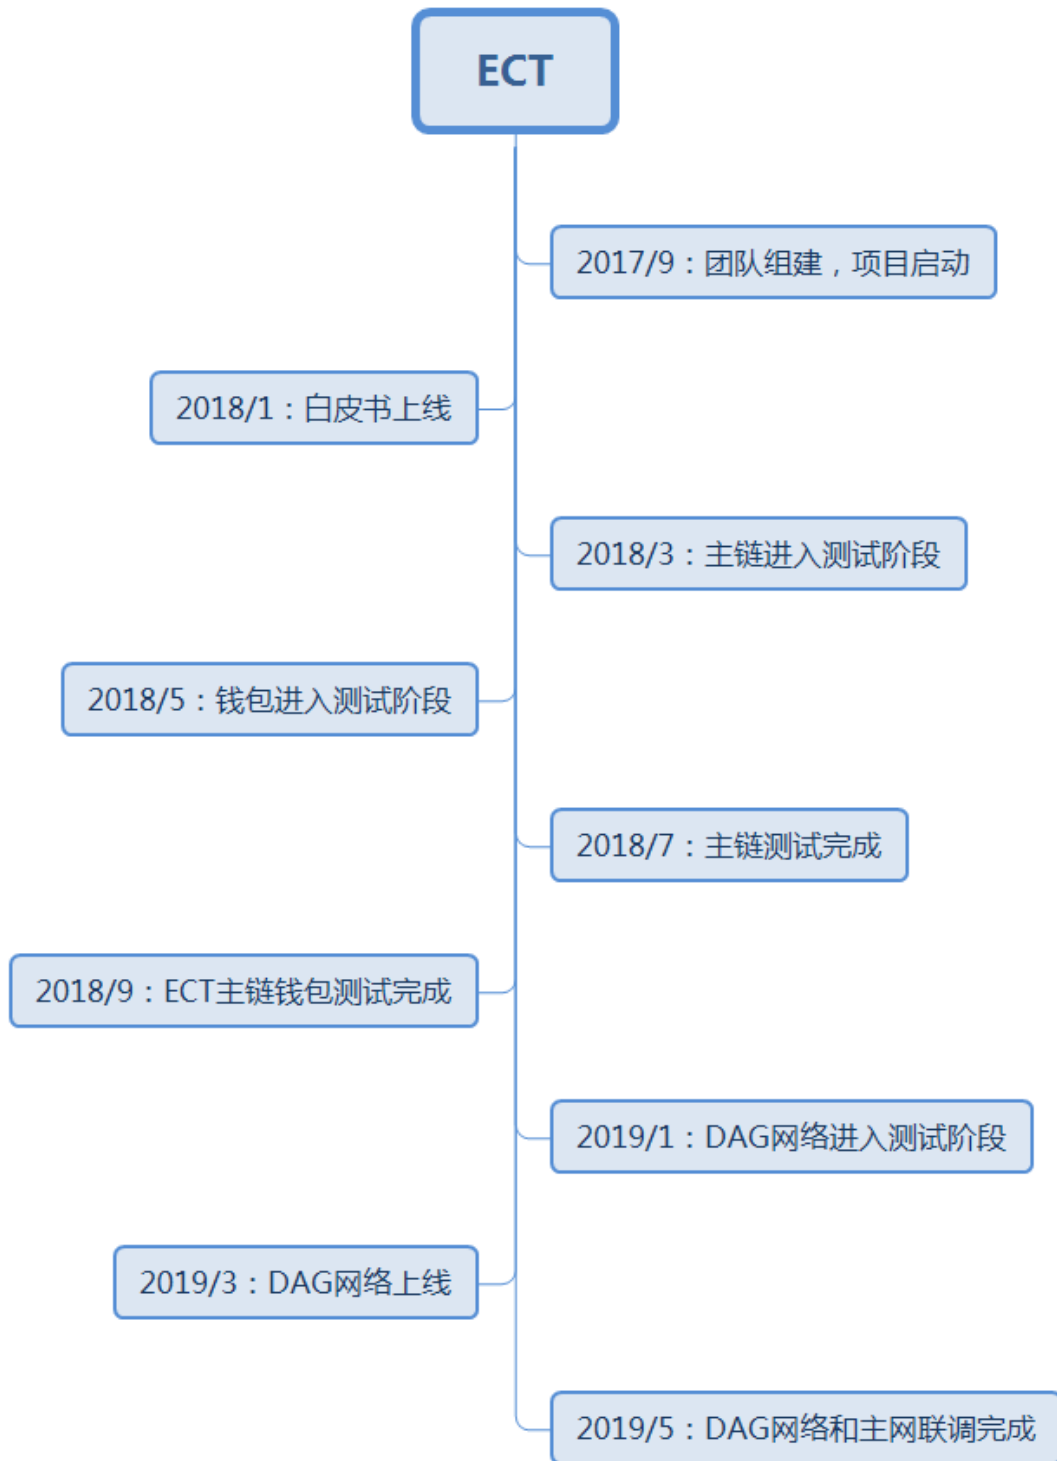 ECT
2017/9：团队组建，项目启动
2018/1：白皮书上线
2018/3：主链进入测试阶段
2018/5：钱包进入测试阶段
2018/7：主链测试完成
2018/9：ECT主链钱包测试完成
2019/1：DAG网络进入测试阶段
2019/3：DAG网络上线
2019/5：DAG网络和主网联调完成